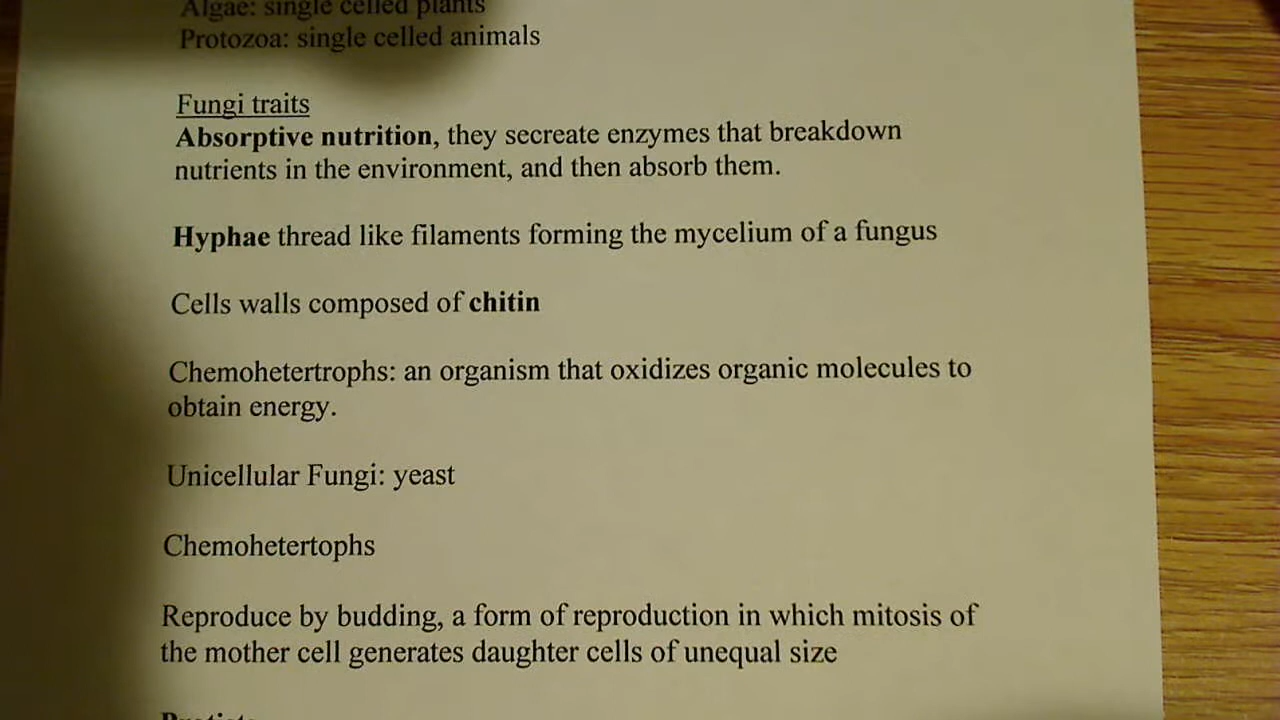 Algae: single celled plants
Protozoa: single celled animals
Fungi traits
Absorptive nutrition, they secreate enzymes that breakdown
nutrients in the environment, and then absorb them.
Hyphae thread like filaments forming the mycelium of a fungus
Cells walls composed of chitin
Chemohetertrophs: an organism that oxidizes organic molecules to
obtain energy.
Unicellular Fungi: yeast
Chemohetertophs
Reproduce by budding, a form of reproduction in which mitosis of
the mother cell generates daughter cells of unequal size